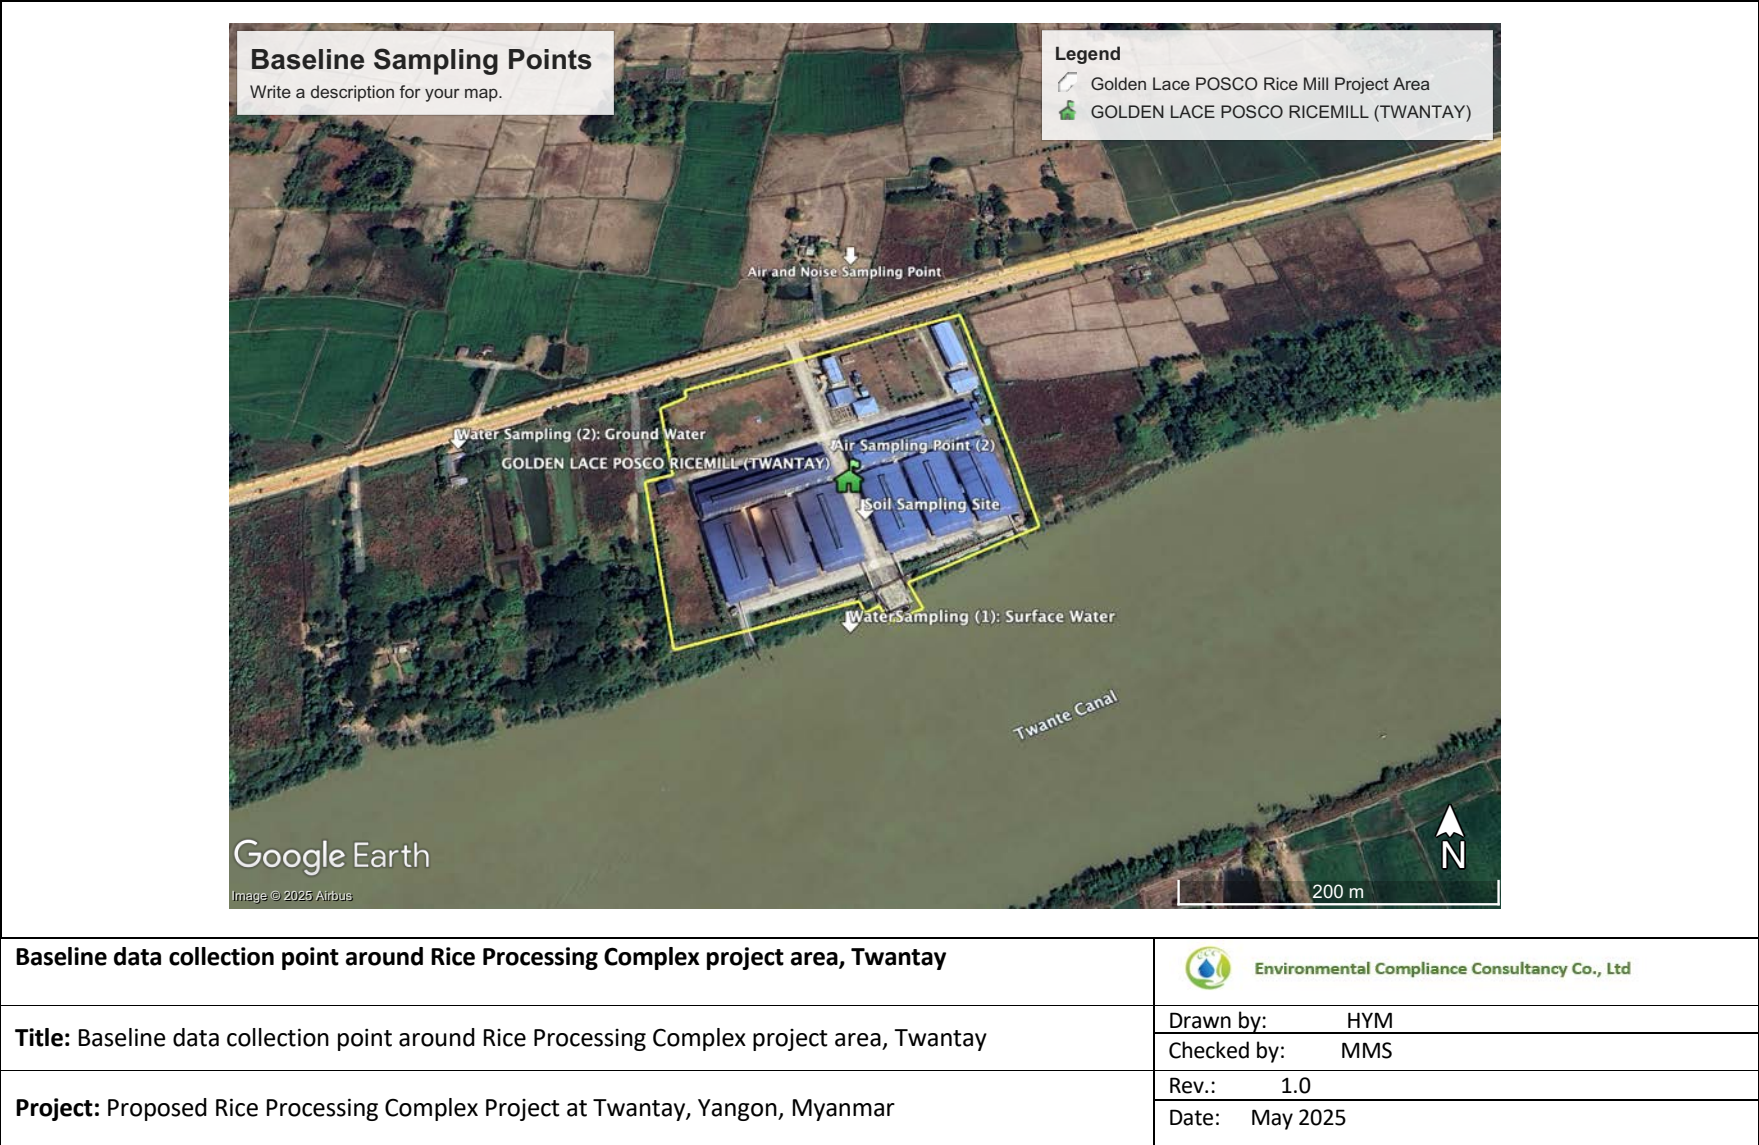 Baseline Sampling Points
Write a description for your map.
Legend
Golden Lace POSCO Rice Mill Project Area
GOLDEN LACE POSCO RICEMILL (TWANTAY)
Air and Noise Sampling Point
Water Sampling (2): Ground Water
Air Sampling Point (2)
GOLDEN LACE POSCO RICEMILL (TWANTAY)
Soil Sampling Site
WaterSampling (1): Surface Water
Twante Canal
Google Earth
Image © 2025 Airbus
N
200 m
Baseline data collection point around Rice Processing Complex project area, Twantay
Environmental Compliance Consultancy Co., Ltd
Title: Baseline data collection point around Rice Processing Complex project area, Twantay
Drawn by: HYM
Checked by: MMS
Project: Proposed Rice Processing Complex Project at Twantay, Yangon, Myanmar
Rev.: 1.0
Date: May 2025